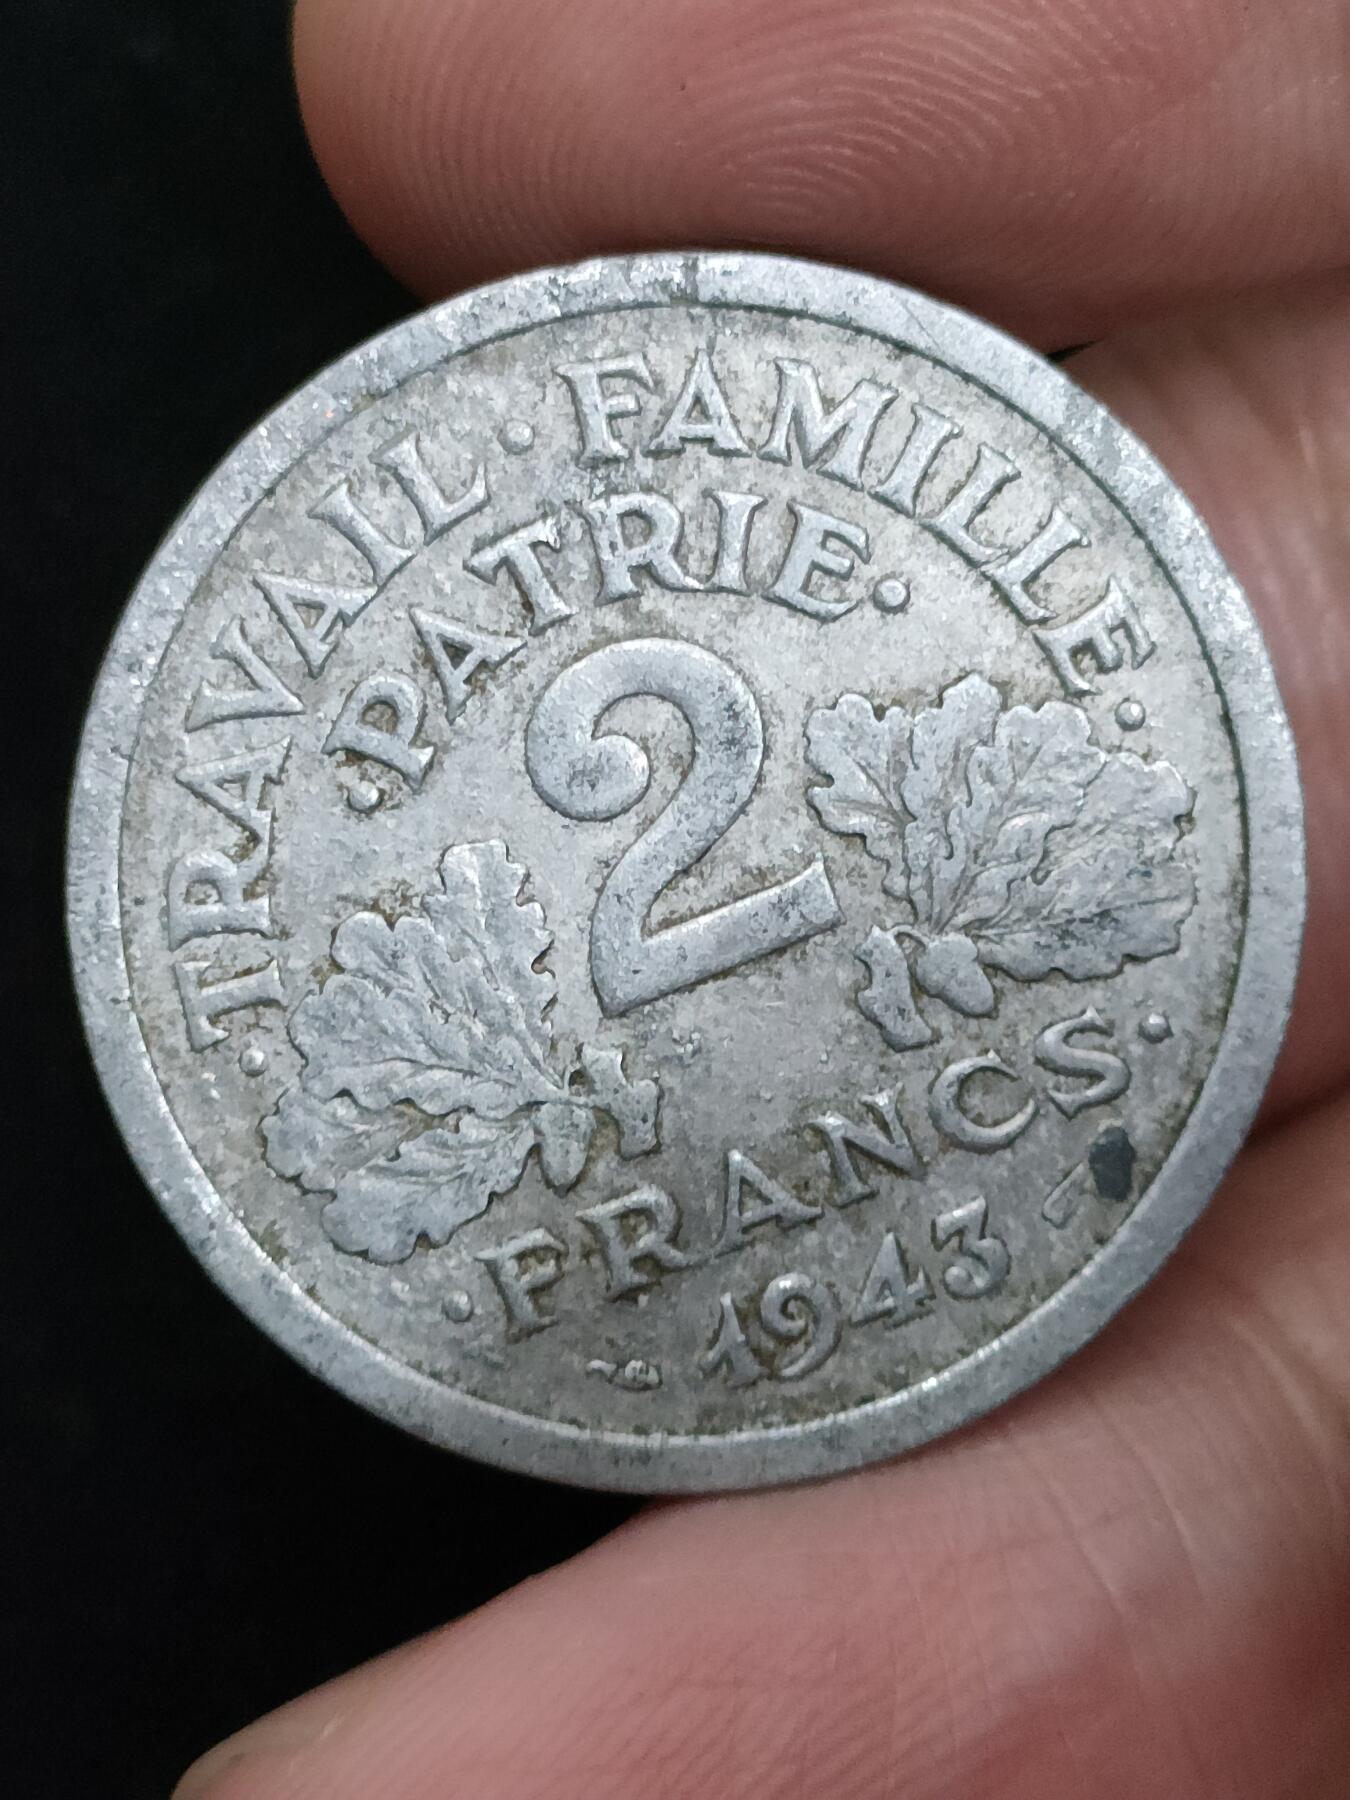 TRAVAIL · FAMILLE ·
· PATRIE ·
2
· FRANCS ·
1943